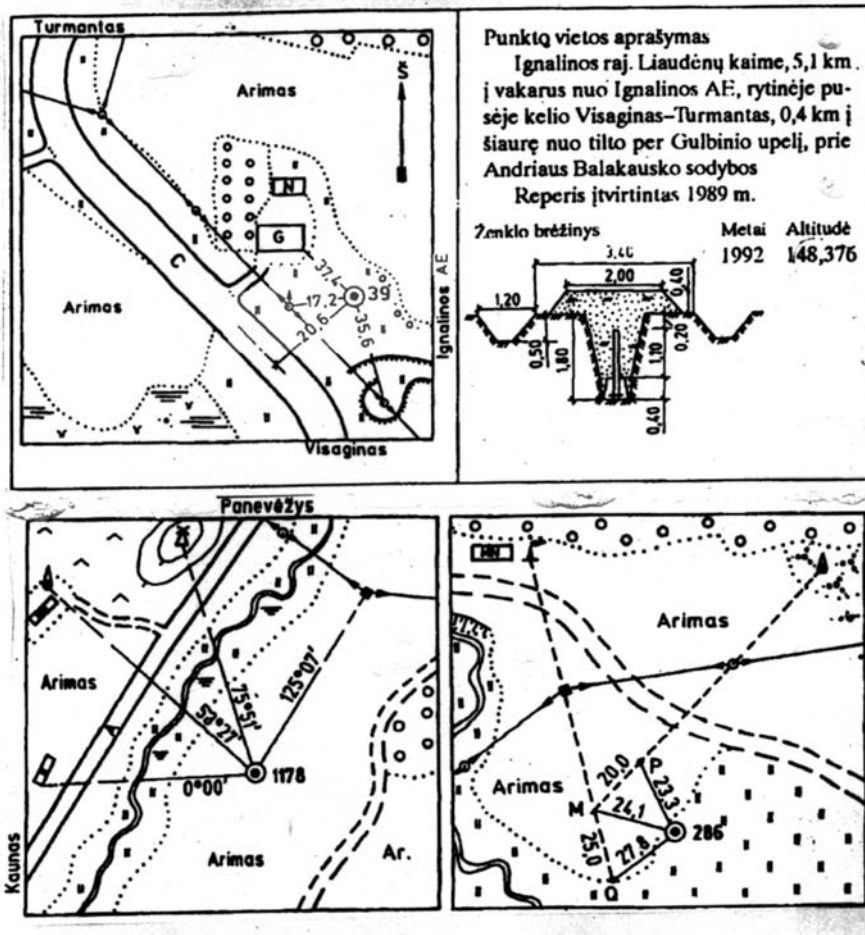 Turmantas
Arimas
Š
N
G
C
Arimas
37,4
17,2
39
20,6
35,6
Ignalinos AE
Visaginas
Punktą vietos aprašymas
Ignalinos raj. Liaudėnų kaime, 5,1 km
į vakarus nuo Ignalinos AE, rytinėje pu-
sėje kelio Visaginas–Turmantas, 0,4 km į
šiaurę nuo tilto per Gulbinio upelį, prie
Andriaus Balakausko sodybos
Reperis įtvirtintas 1989 m.
Ženklo brėžinys
Metai Altitudė
1992 148,376
3,40
2,00
0,40
1,20
0,50
1,80
1,10
0,20
0,40
Panevėžys
Arimas
A
75°51'
125°07'
0°00'
1178
Arimas
Ar.
Kaunas
Arimas
Arimas
P
20,0
23,3
M
24,1
286
25,0
27,8
Q